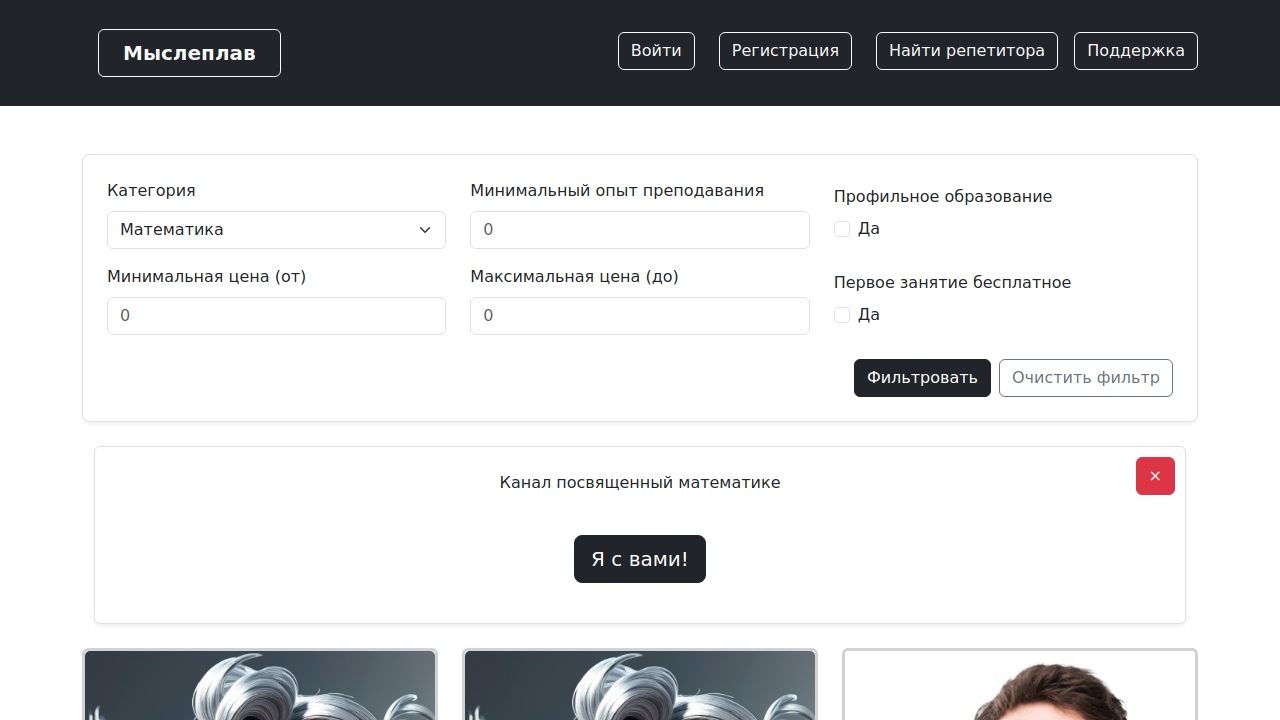 Мыслеплав
Войти
Регистрация
Найти репетитора
Поддержка
Категория
Математика
Минимальный опыт преподавания
0
Профильное образование
Да
Минимальная цена (от)
0
Максимальная цена (до)
0
Первое занятие бесплатное
Да
Фильтровать
Очистить фильтр
Канал посвященный математике
×
Я с вами!